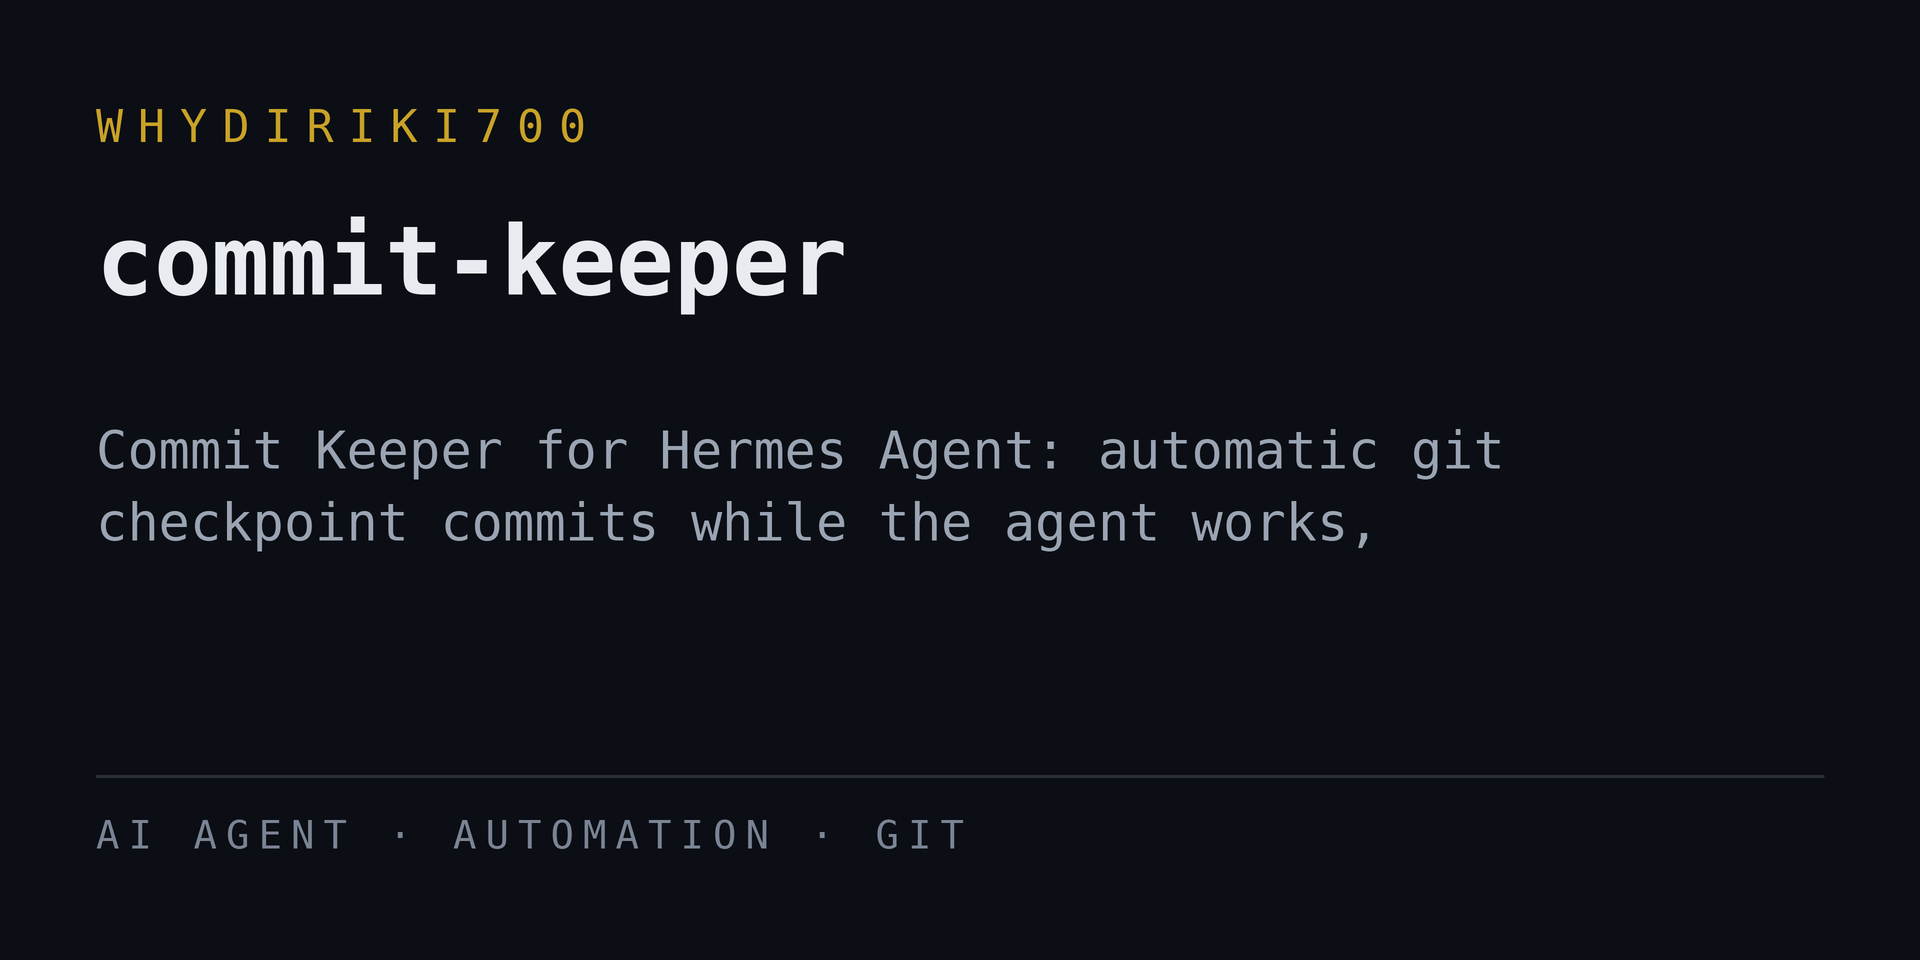 WHYDIRIKI700
commit-keeper
Commit Keeper for Hermes Agent: automatic git
checkpoint commits while the agent works,
AI AGENT · AUTOMATION · GIT